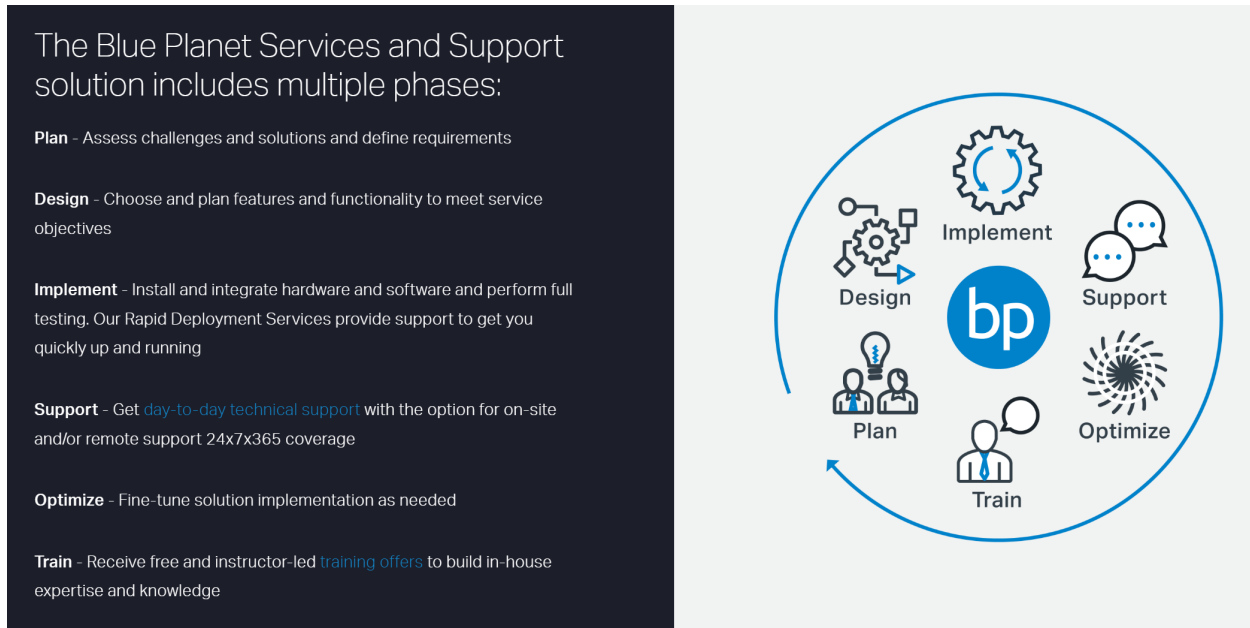 The Blue Planet Services and Support
solution includes multiple phases:
Plan - Assess challenges and solutions and define requirements
Design - Choose and plan features and functionality to meet service
objectives
Implement - Install and integrate hardware and software and perform full
testing. Our Rapid Deployment Services provide support to get you
quickly up and running
Support - Get day-to-day technical support with the option for on-site
and/or remote support 24x7x365 coverage
Optimize - Fine-tune solution implementation as needed
Train - Receive free and instructor-led training offers to build in-house
expertise and knowledge
Implement
Design
Support
bp
Plan
Optimize
Train